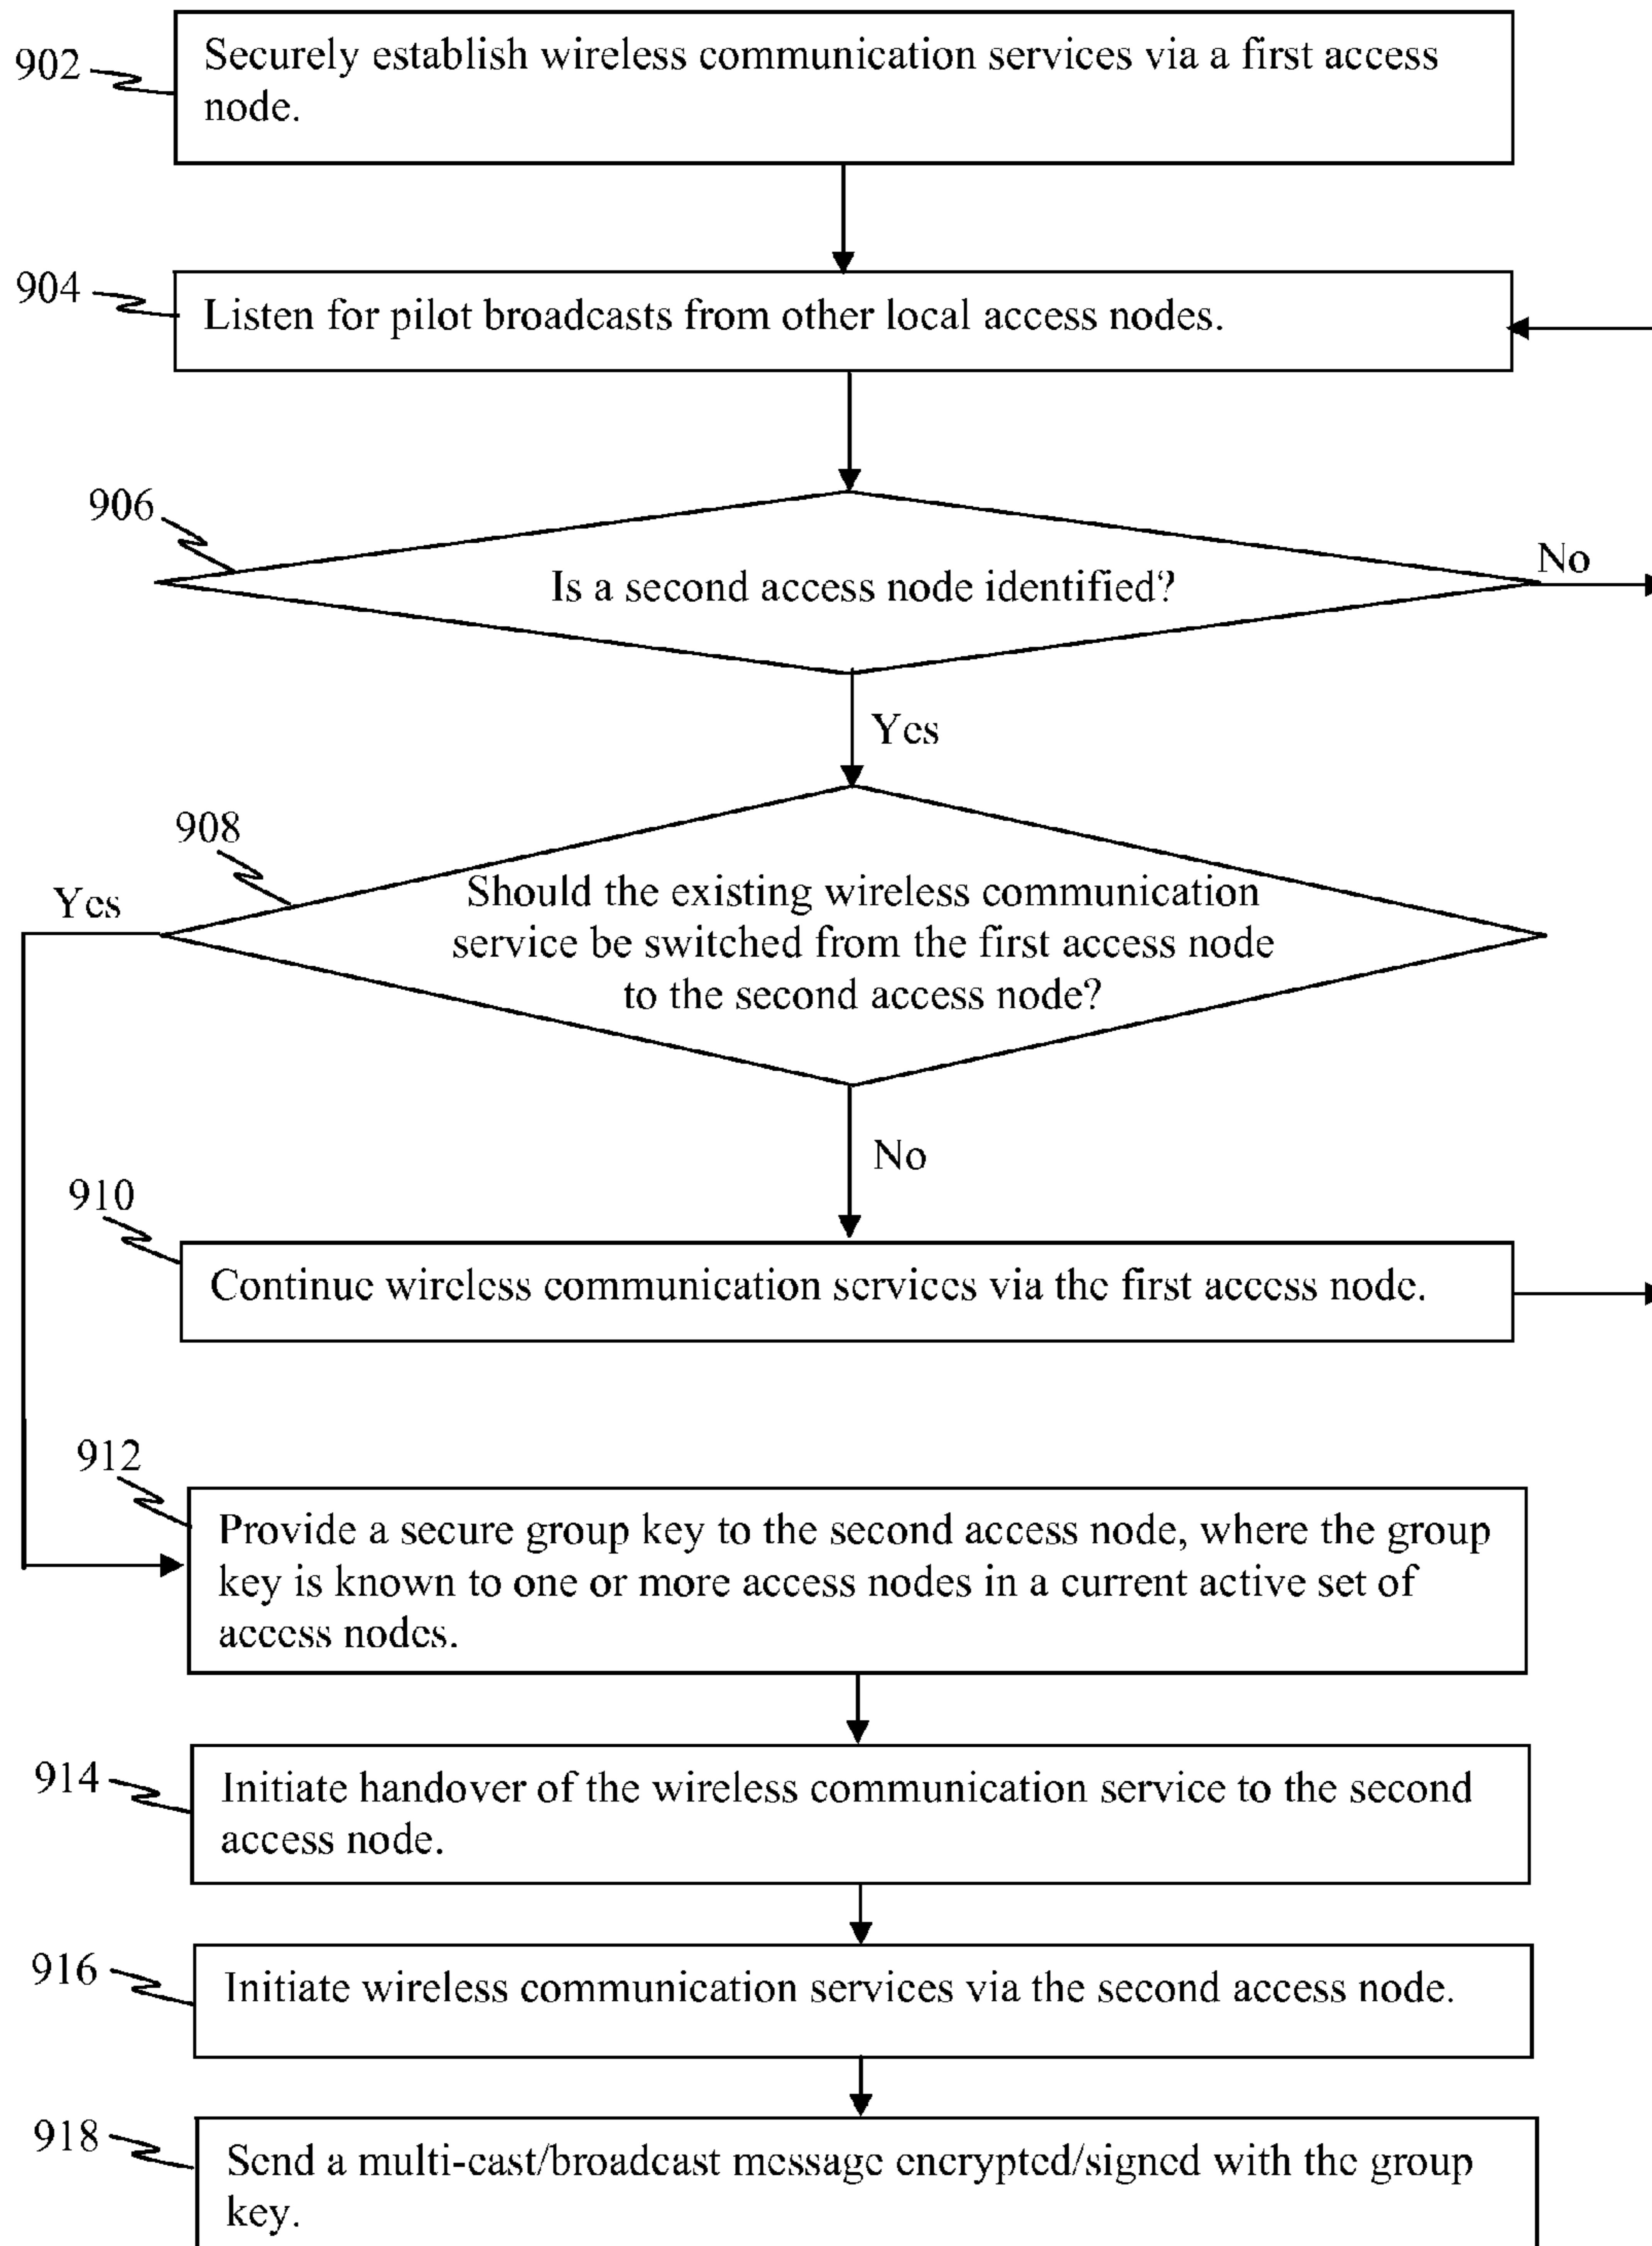 902
Securely establish wireless communication services via a first access
node.
904
Listen for pilot broadcasts from other local access nodes.
906
Is a second access node identified?
No
Yes
908
Yes
Should the existing wireless communication
service be switched from the first access node
to the second access node?
No
910
Continue wireless communication services via the first access node.
912
Provide a secure group key to the second access node, where the group
key is known to one or more access nodes in a current active set of
access nodes.
914
Initiate handover of the wireless communication service to the second
access node.
916
Initiate wireless communication services via the second access node.
918
Send a multi-cast/broadcast message encrypted/signed with the group
key.